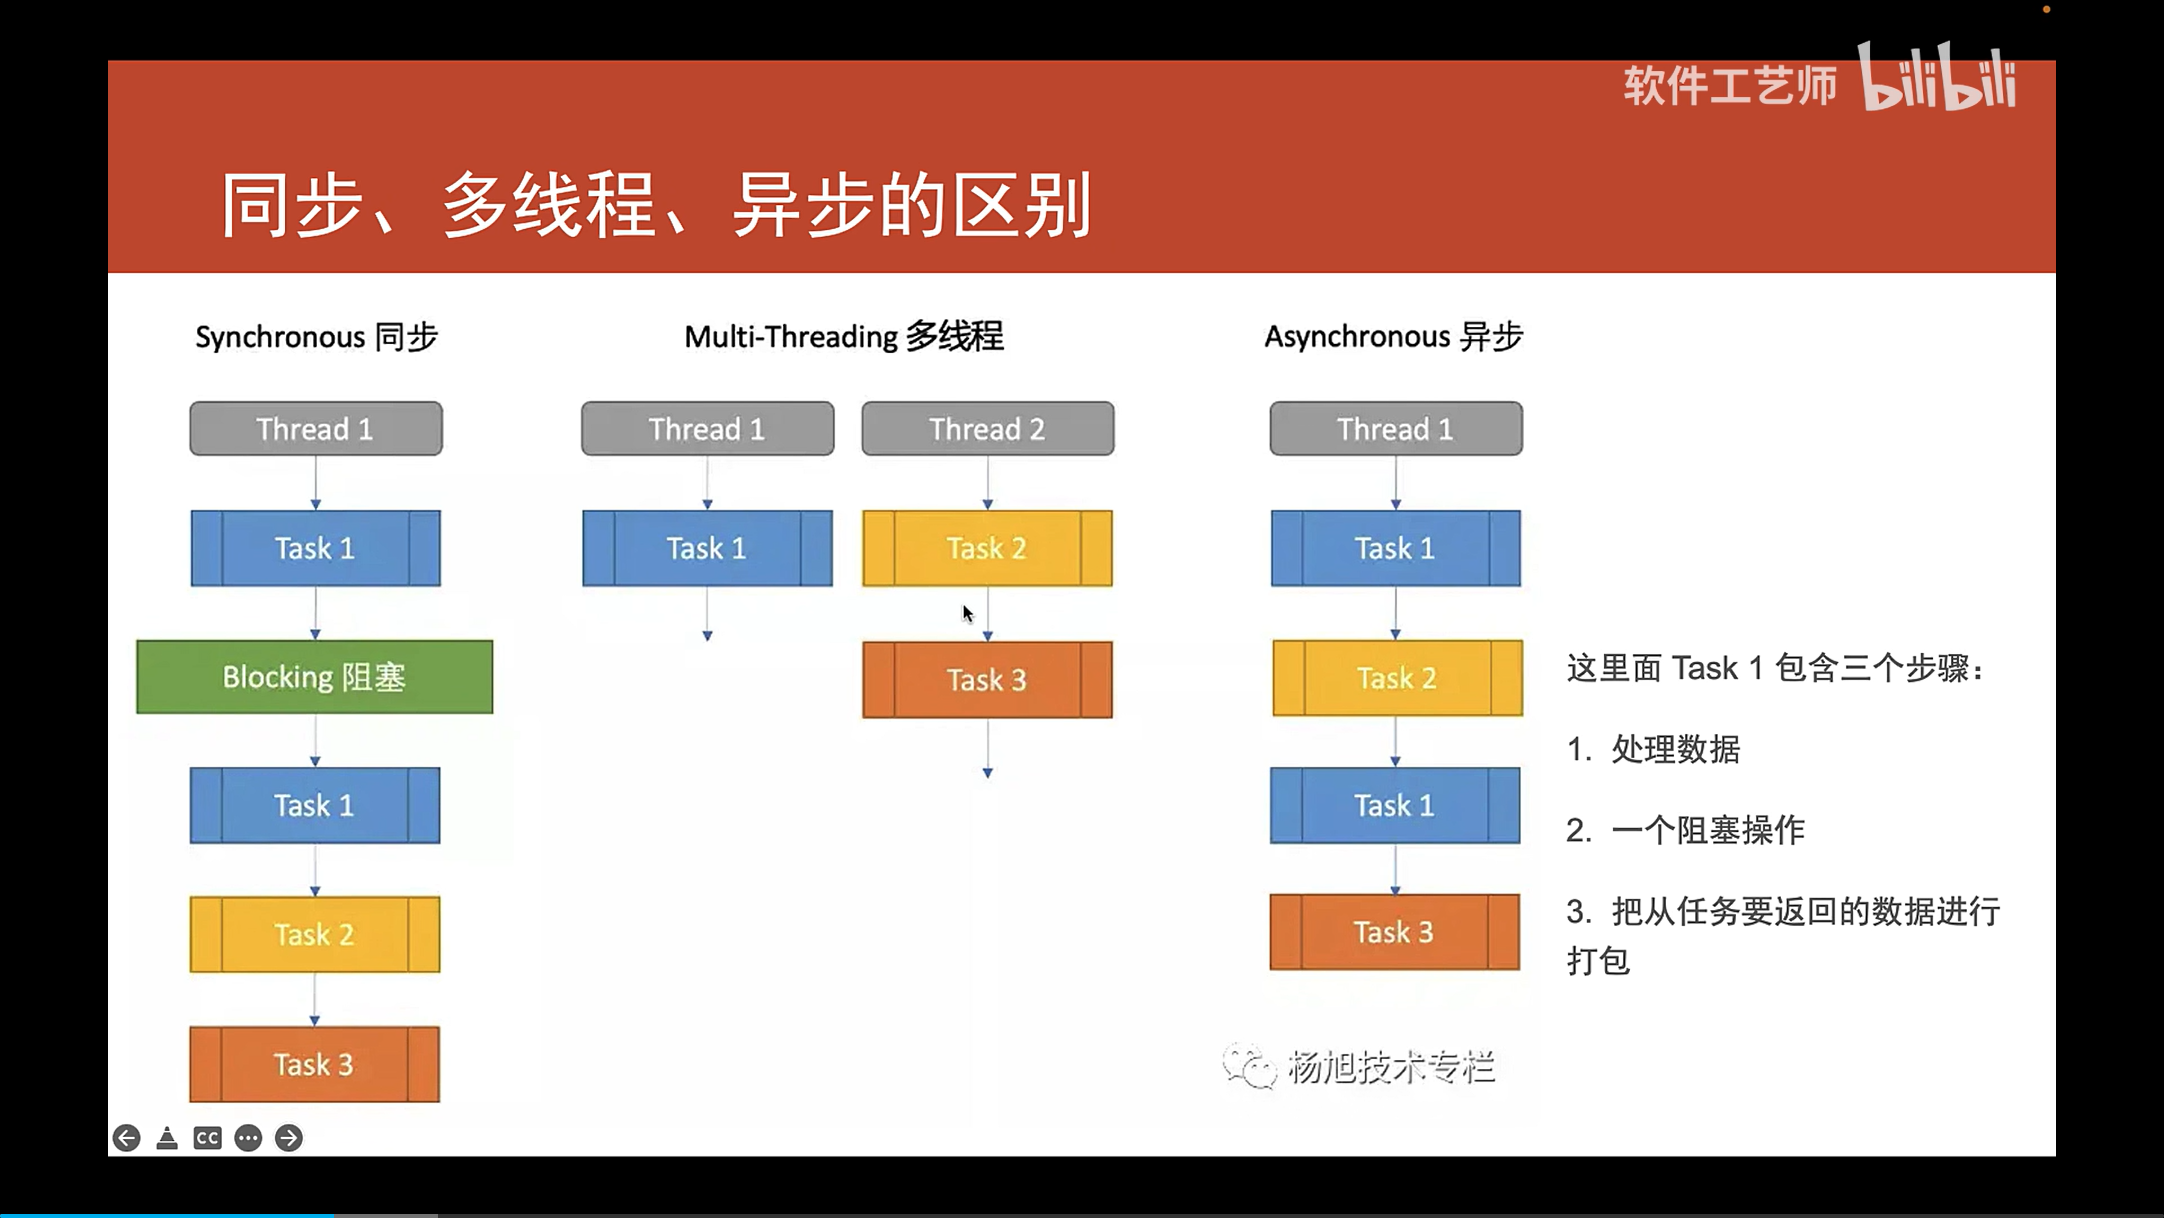 软件工艺师 bilibili
同步、多线程、异步的区别
Synchronous 同步
Thread 1
Task 1
Blocking 阻塞
Task 1
Task 2
Task 3
Multi-Threading 多线程
Thread 1
Task 1
Thread 2
Task 2
Task 3
Asynchronous 异步
Thread 1
Task 1
Task 2
Task 1
Task 3
这里面 Task 1 包含三个步骤：
1. 处理数据
2. 一个阻塞操作
3. 把从任务要返回的数据进行
打包
杨旭技术专栏
CC